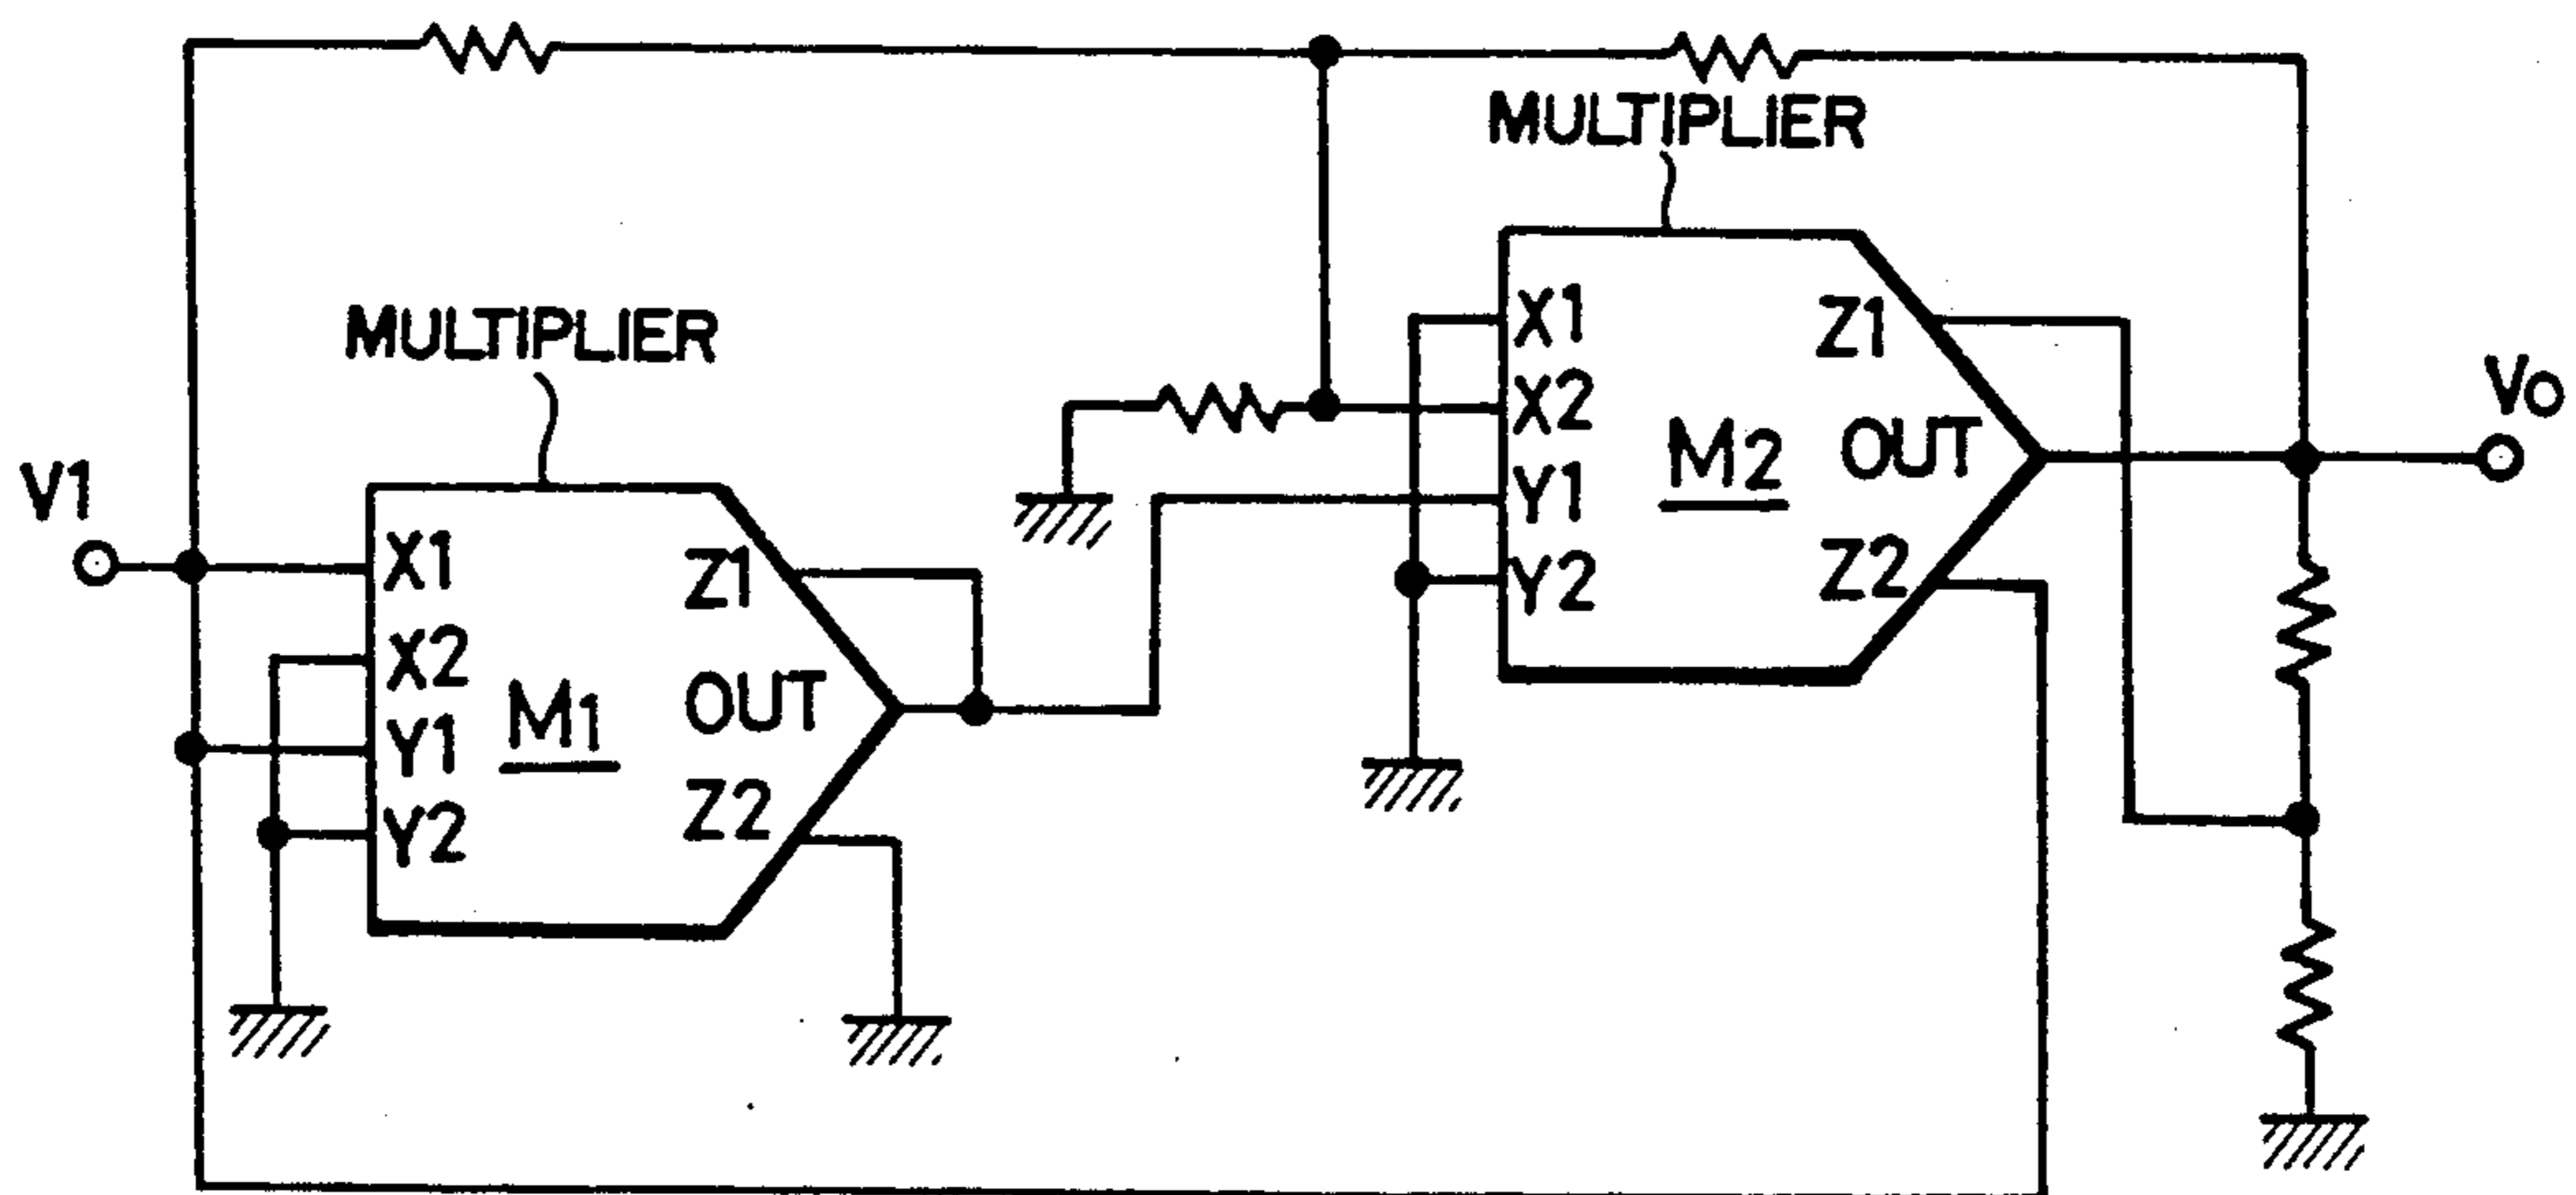 MULTIPLIER
MULTIPLIER
V1
X1
X2
Y1
Y2
M1
Z1
OUT
Z2
X1
X2
Y1
Y2
M2
Z1
OUT
Z2
VO